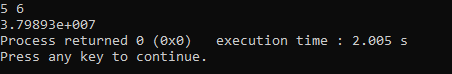 5 6
3.79893e+007
Process returned 0 (0x0)   execution time : 2.005 s
Press any key to continue.